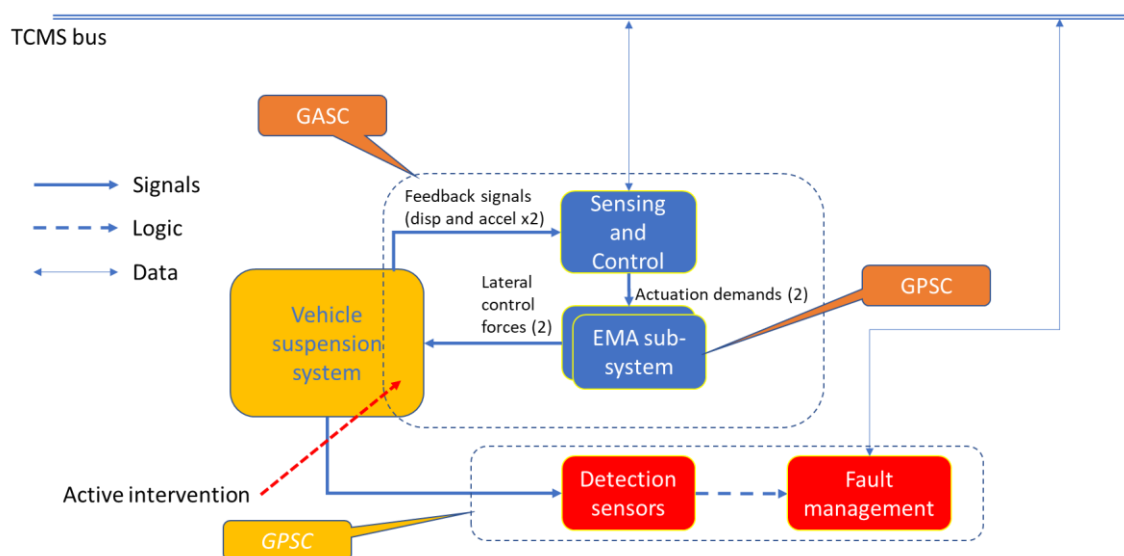 TCMS bus
GASC
Signals
Logic
Data
Feedback signals
(disp and accel x2)
Sensing
and
Control
GPSC
Actuation demands (2)
Lateral
control
forces (2)
EMA sub-
system
Vehicle
suspension
system
Active intervention
Detection
sensors
Fault
management
GPSC